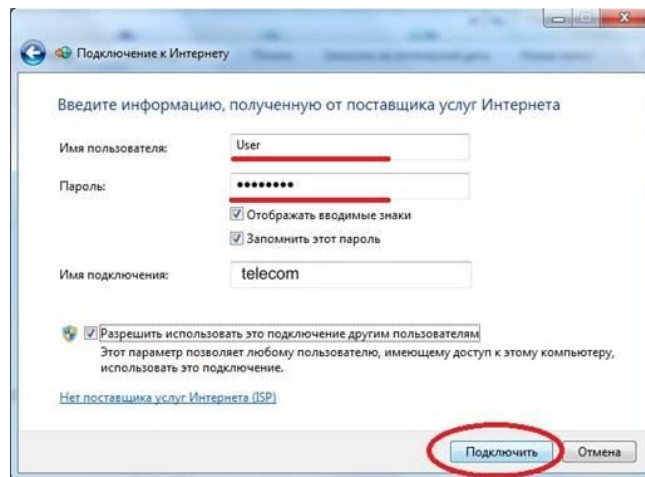 Подключение к Интернету
Введите информацию, полученную от поставщика услуг Интернета
Имя пользователя:
User
Пароль:
••••••••
Отображать вводимые знаки
Запомнить этот пароль
Имя подключения:
telecom
Разрешить использовать это подключение другим пользователям
Этот параметр позволяет любому пользователю, имеющему доступ к этому компьютеру,
использовать это подключение.
Нет поставщика услуг Интернета (ISP)
Подключить
Отмена